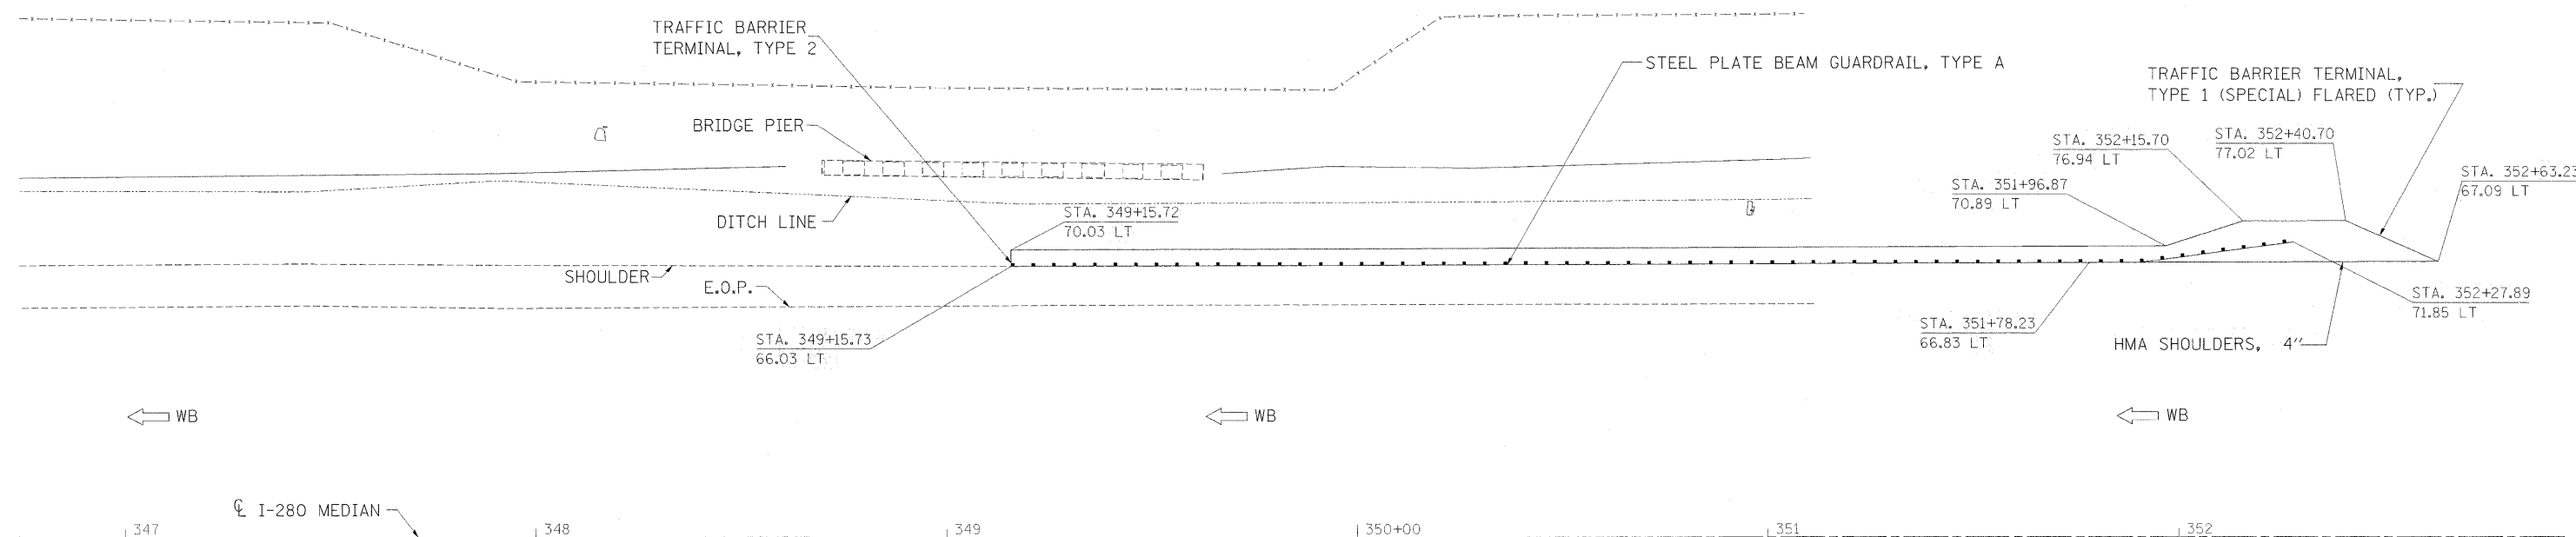 TRAFFIC BARRIER
TERMINAL, TYPE 2
STEEL PLATE BEAM GUARDRAIL, TYPE A
TRAFFIC BARRIER TERMINAL,
TYPE 1 (SPECIAL) FLARED (TYP.)
BRIDGE PIER
STA. 352+15.70
76.94 LT
STA. 352+40.70
77.02 LT
STA. 352+63.23
67.09 LT
STA. 351+96.87
70.89 LT
DITCH LINE
STA. 349+15.72
70.03 LT
SHOULDER
E.O.P.
STA. 352+27.89
71.85 LT
STA. 349+15.73
66.03 LT
STA. 351+78.23
66.83 LT
HMA SHOULDERS, 4"
WB
WB
WB
℄ I-280 MEDIAN
347
348
349
350+00
351
352